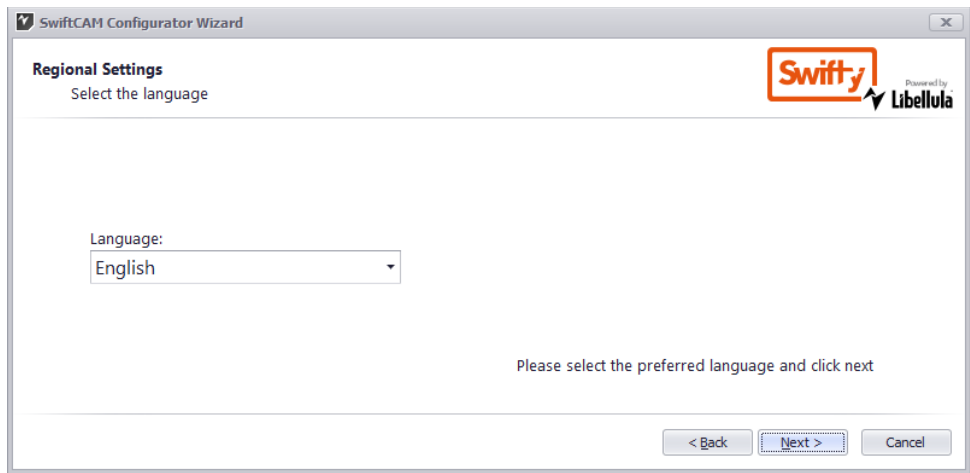 SwiftCAM Configurator Wizard
Regional Settings
Select the language
Swifty
Powered by
Libellula
Language:
English
Please select the preferred language and click next
< Back
Next >
Cancel